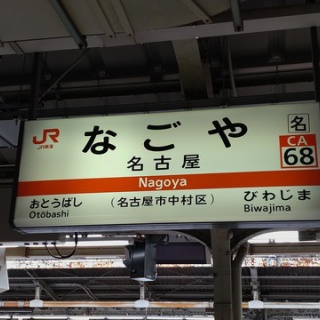 JR
JR東海
なごや
名古屋
Nagoya
名
CA
68
おとうばし
Otōbashi
(名古屋市中村区)
びわじま
Biwajima